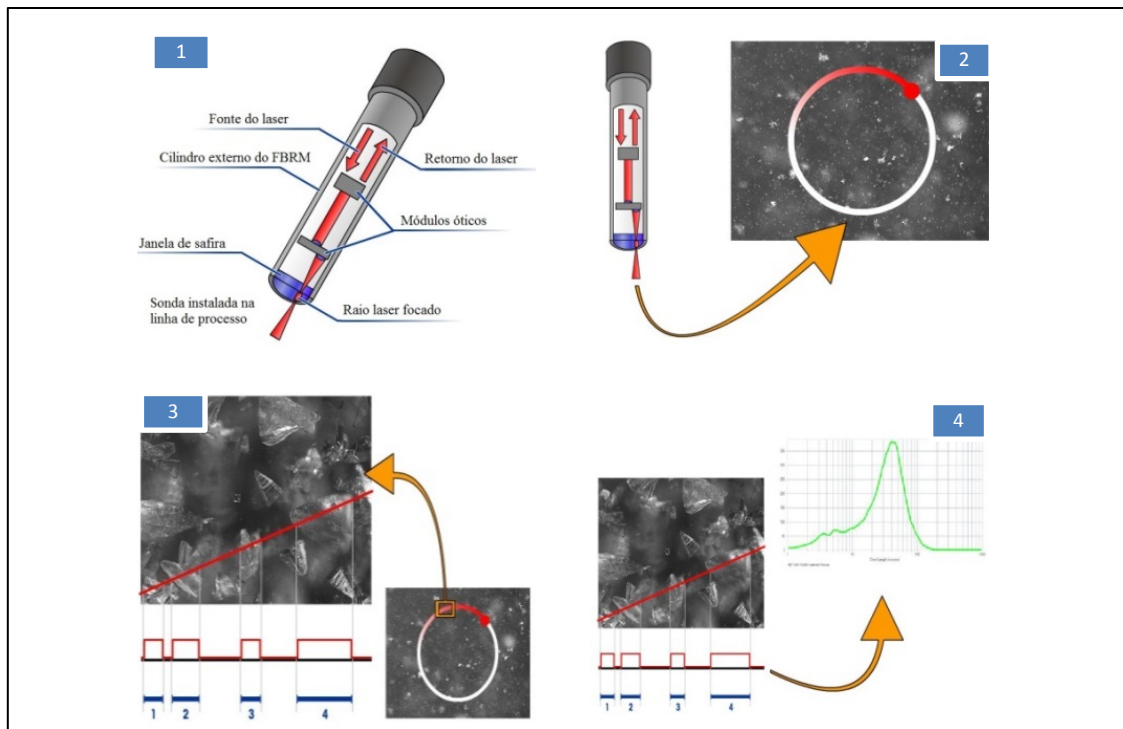 1
Fonte do laser
Cilindro externo do FBRM
Retorno do laser
Módulos óticos
Janela de safira
Sonda instalada na
linha de processo
Raio laser focado
2
3
1 2 3 4
4
1 2 3 4